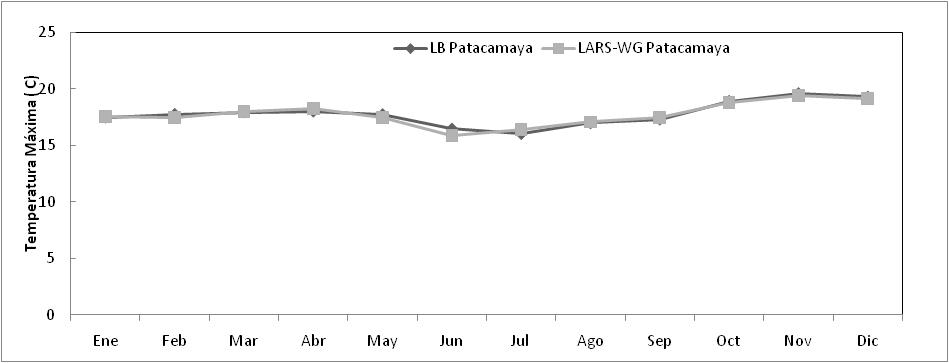 25
20
15
10
5
0
Temperatura Máxima ( C)
LB Patacamaya
LARS-WG Patacamaya
Ene Feb Mar Abr May Jun Jul Ago Sep Oct Nov Dic